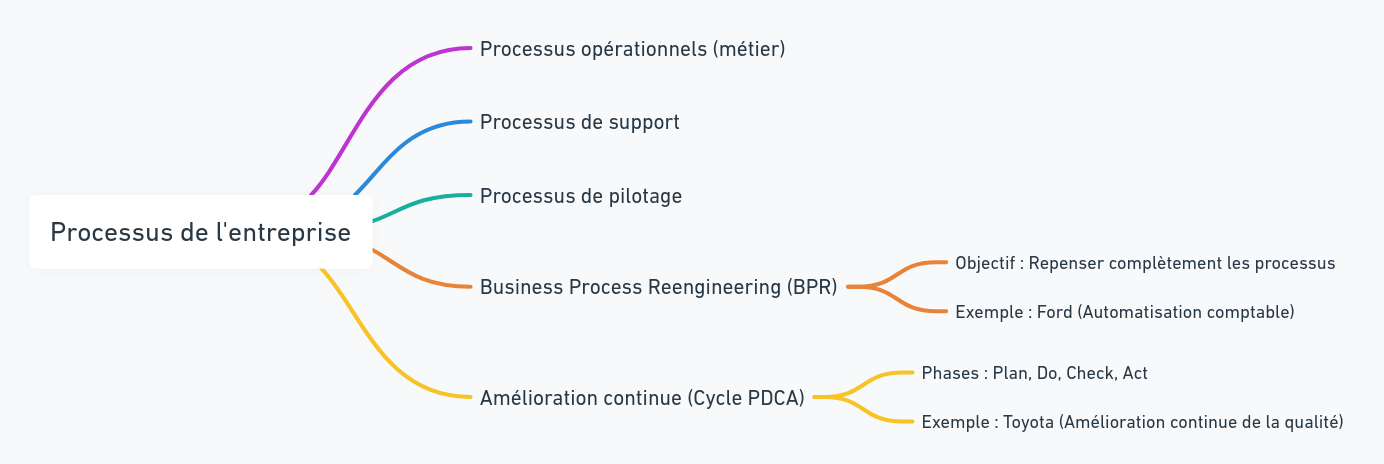 Processus de l'entreprise
Processus opérationnels (métier)
Processus de support
Processus de pilotage
Business Process Reengineering (BPR)
Objectif : Repenser complètement les processus
Exemple : Ford (Automatisation comptable)
Amélioration continue (Cycle PDCA)
Phases : Plan, Do, Check, Act
Exemple : Toyota (Amélioration continue de la qualité)